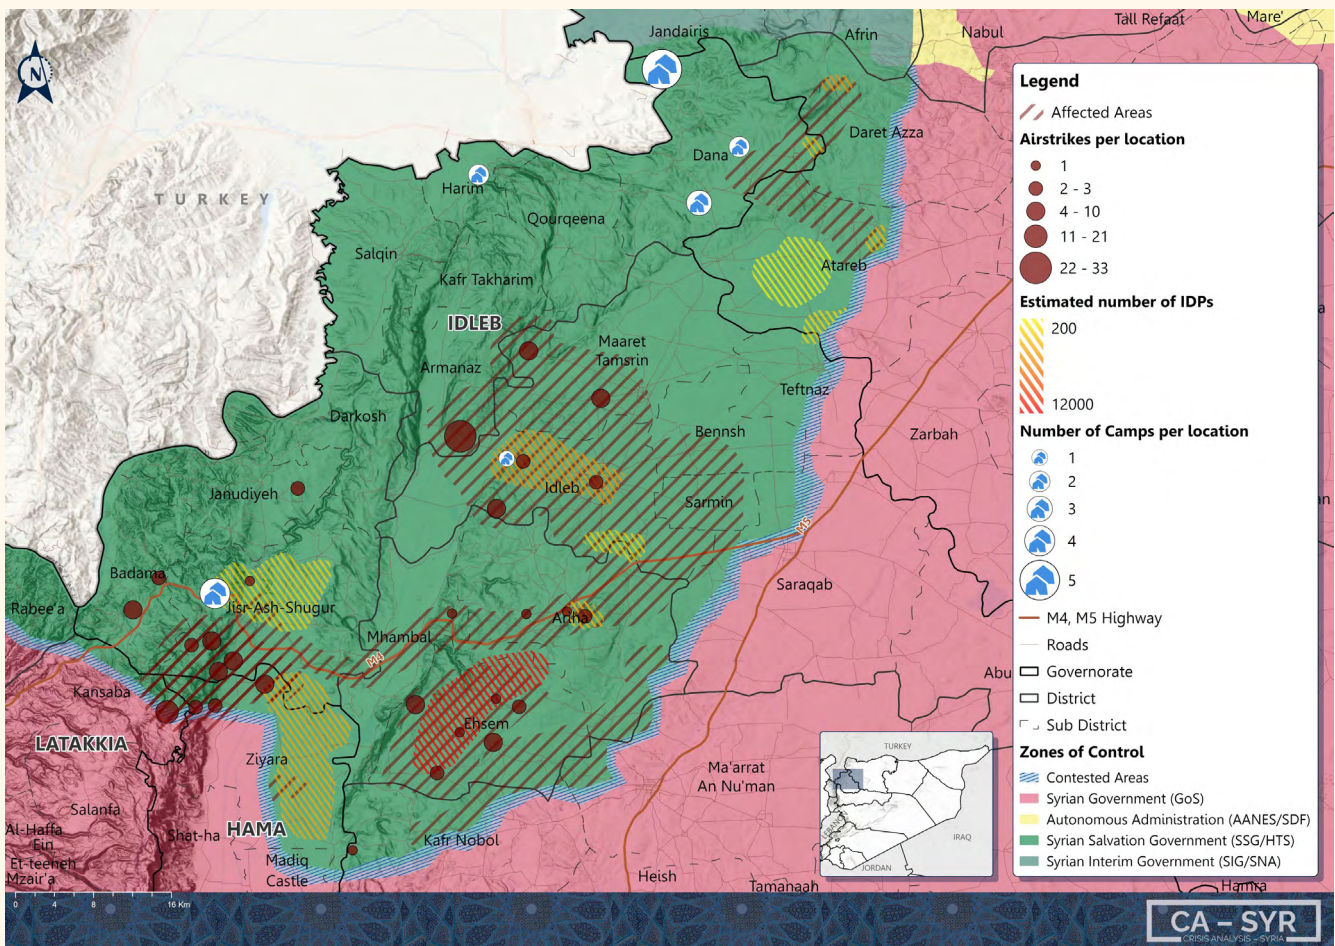 Jandairis
Afrin
Nabul
Tall Refaat
Mare'
N
Daret Azza
Dana
Harim
TURKEY
Qourqeena
Salqin
Atareb
Kafr Takharim
IDLEB
Maaret
Tamsrin
Armanaz
Teftnaz
Darkosh
Bennsh
Zarbah
Janudiyeh
Idleb
Sarmin
M5
Badama
Saraqab
Rabee'a
Jisr-Ash-Shugur
Ariha
Mhambal
M4
Abu
Kansaba
Ehsem
LATAKKIA
Ziyara
Ma'arrat
An Nu'man
Salanfa
Al-Haffa
Ein
Et-teeneh
Mzair'a
Shat-ha
HAMA
Kafr Nobol
Madiq
Castle
Heish
Tamanaah
Hamra
Legend
Affected Areas
Airstrikes per location
1
2 - 3
4 - 10
11 - 21
22 - 33
Estimated number of IDPs
200
12000
Number of Camps per location
1
2
3
4
5
M4, M5 Highway
Roads
Governorate
District
Sub District
Zones of Control
Contested Areas
Syrian Government (GoS)
Autonomous Administration (AANES/SDF)
Syrian Salvation Government (SSG/HTS)
Syrian Interim Government (SIG/SNA)
TURKEY
IRAQ
JORDAN
0 4 8 16 Km
CA – SYR
CRISIS ANALYSIS – SYRIA